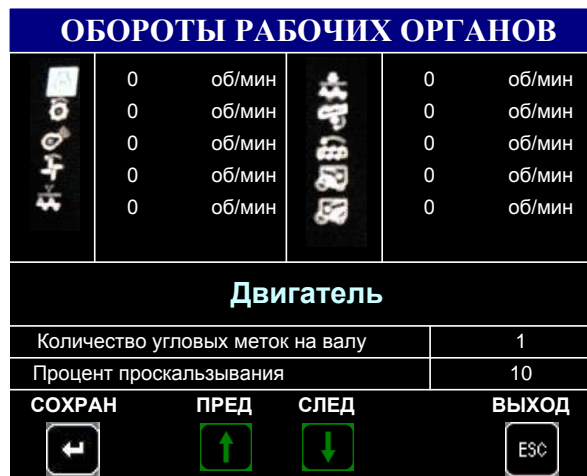 ОБОРОТЫ РАБОЧИХ ОРГАНОВ
0 об/мин 0 об/мин
0 об/мин 0 об/мин
0 об/мин 0 об/мин
0 об/мин 0 об/мин
0 об/мин 0 об/мин
Двигатель
Количество угловых меток на валу 1
Процент проскальзывания 10
СОХРАН ПРЕД СЛЕД ВЫХОД
ESC